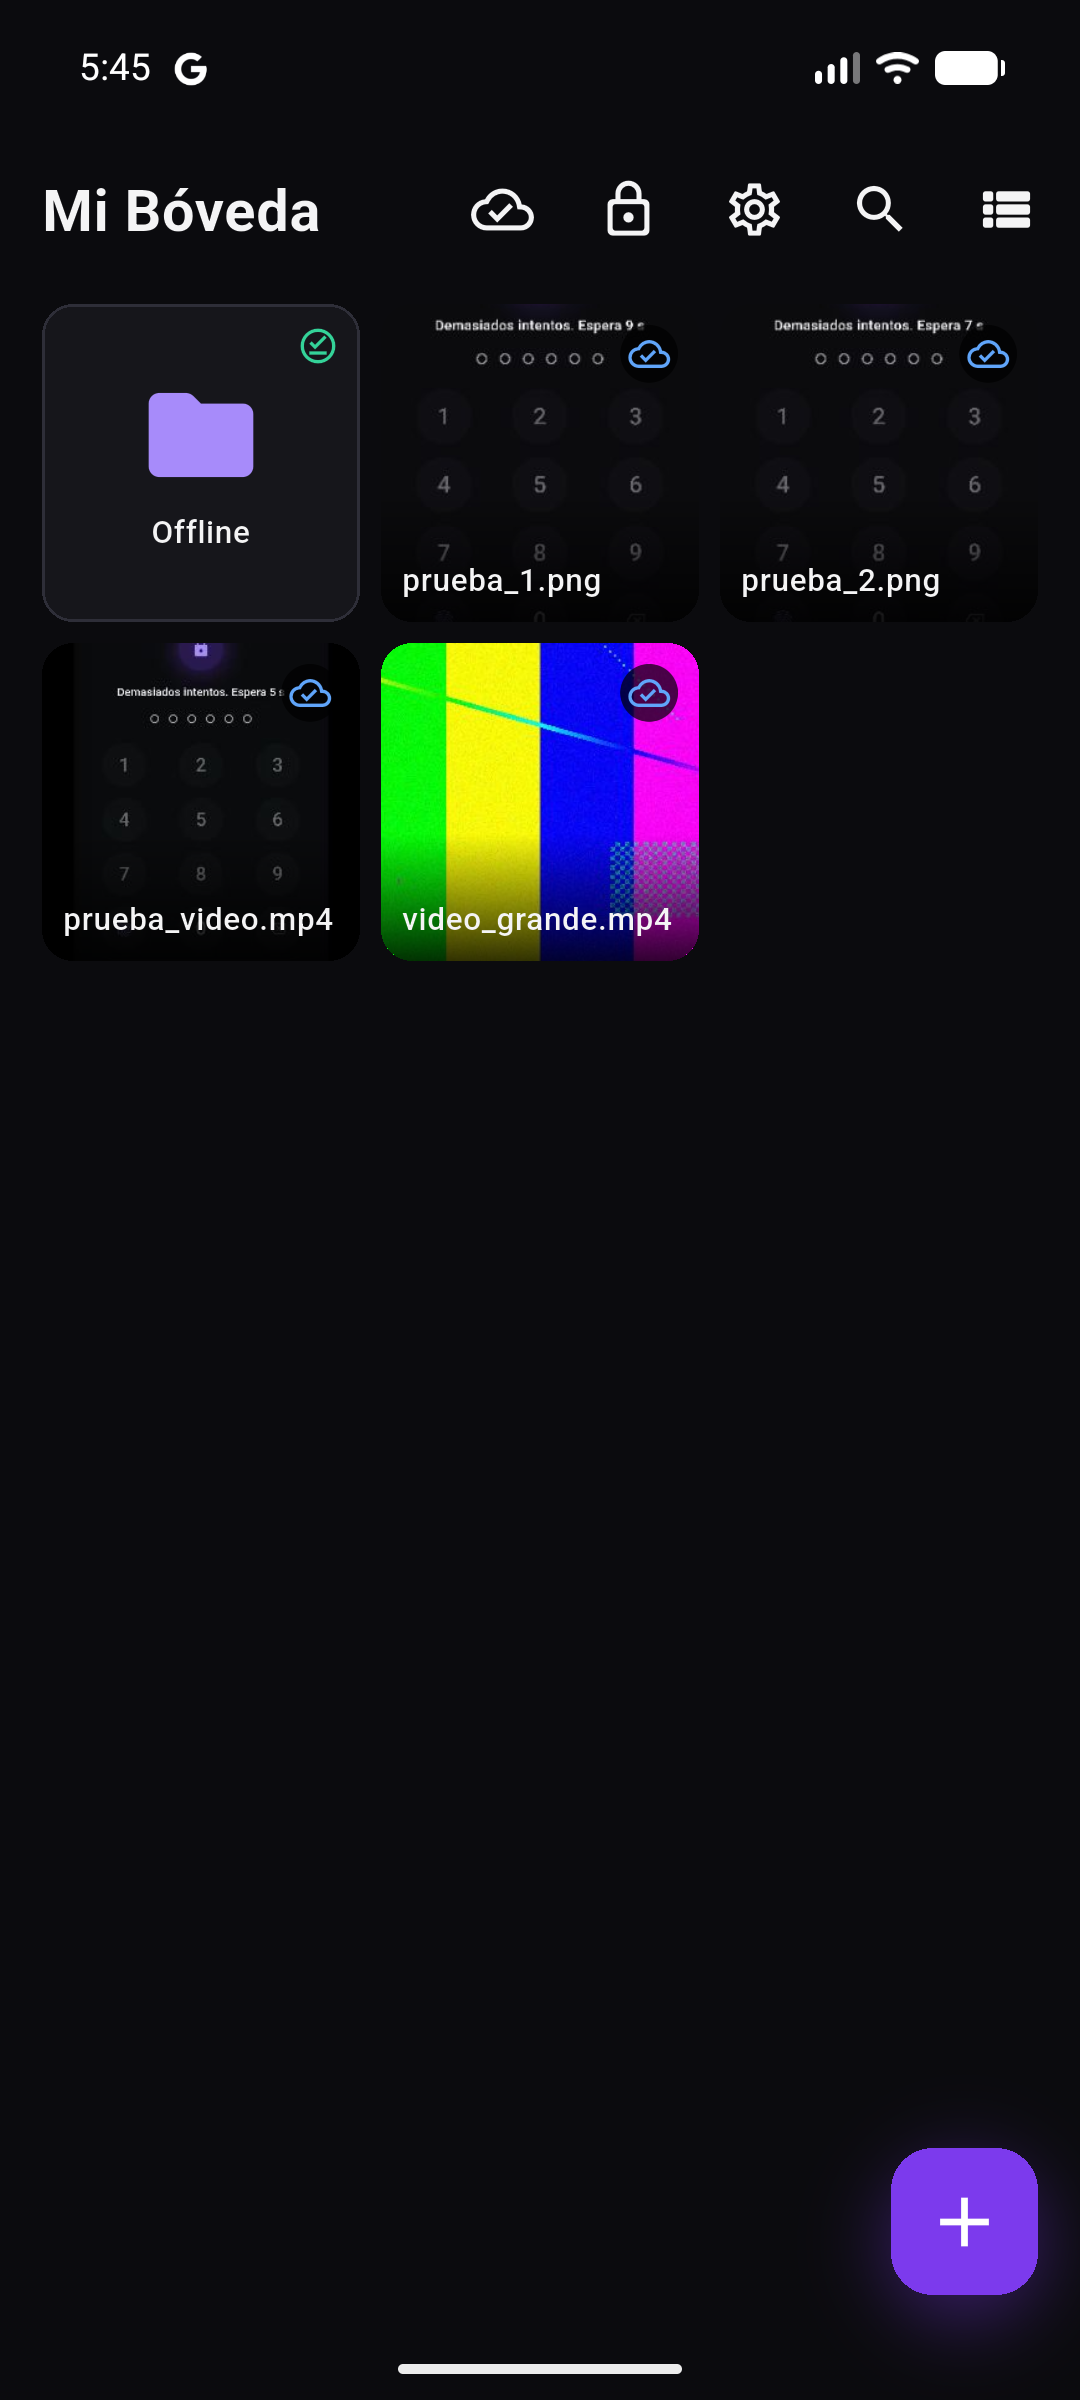 5:45
Mi Bóveda
Offline
Demasiados intentos. Espera 9 s
1 2 3
4 5 6
7 8 9
0
prueba_1.png
Demasiados intentos. Espera 7 s
1 2 3
4 5 6
7 8 9
0
prueba_2.png
Demasiados intentos. Espera 5 s
1 2 3
4 5 6
7 8 9
prueba_video.mp4
video_grande.mp4